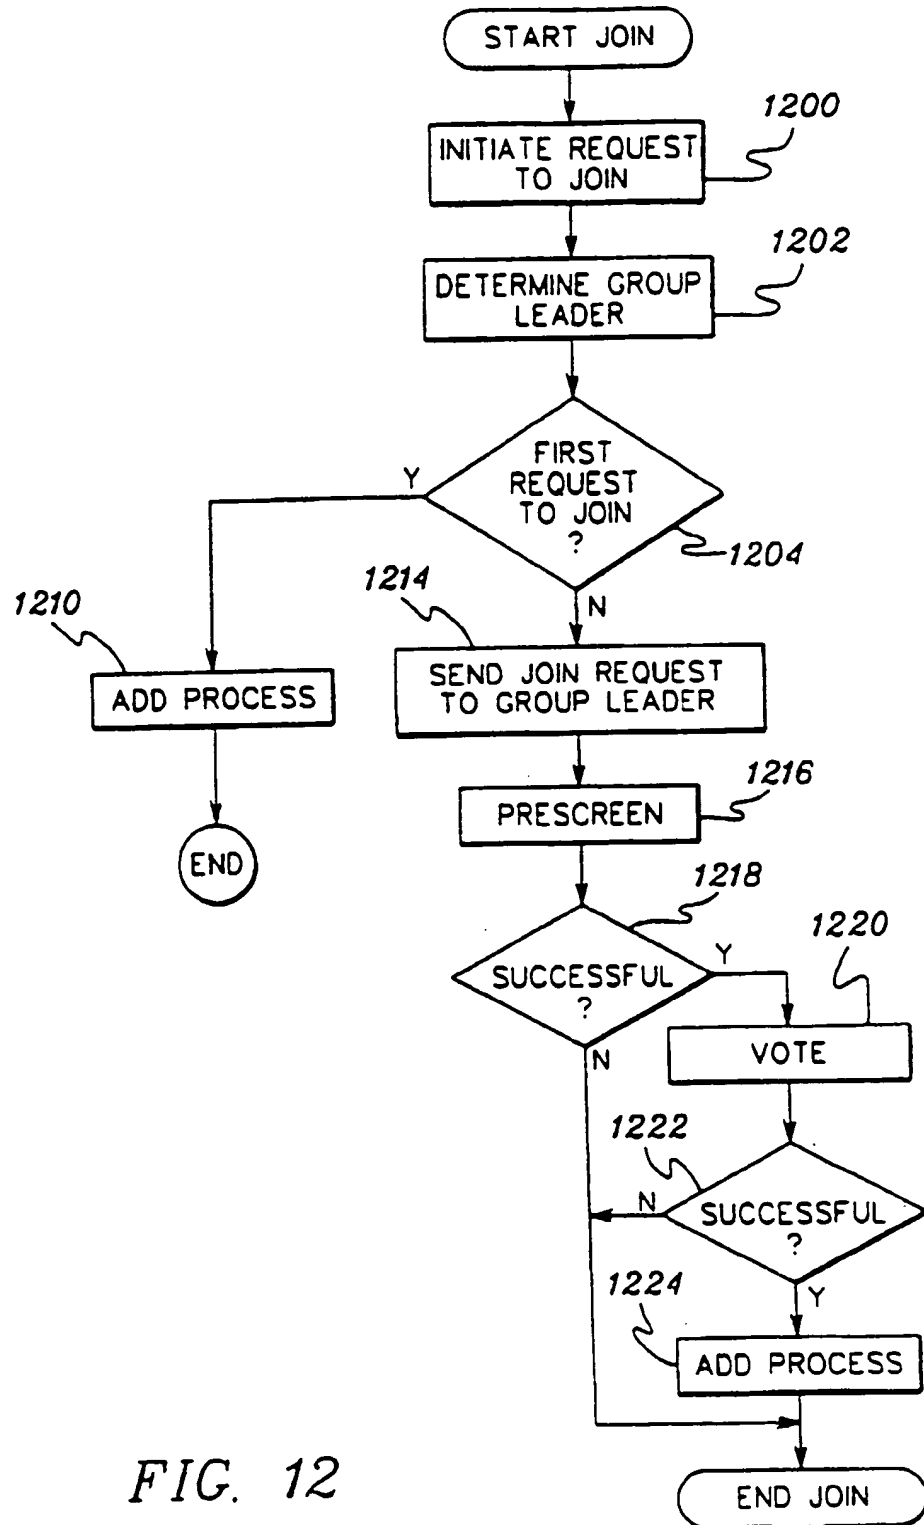 START JOIN
1200
INITIATE REQUEST
TO JOIN
1202
DETERMINE GROUP
LEADER
FIRST
REQUEST
TO JOIN
?
Y
1204
N
1214
1210
SEND JOIN REQUEST
TO GROUP LEADER
ADD PROCESS
1216
PRESCREEN
END
1218
SUCCESSFUL
?
Y
N
1220
VOTE
1222
N
SUCCESSFUL
?
Y
1224
ADD PROCESS
END JOIN
FIG. 12